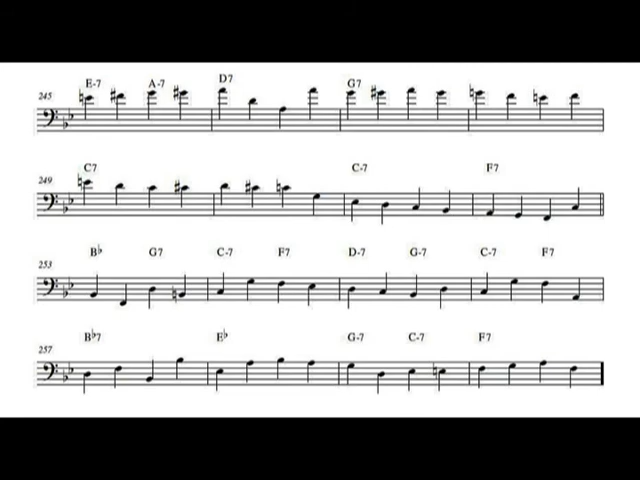 E-7 A-7 D7 G7
245
C7 C-7 F7
249
B♭ G7 C-7 F7 D-7 G-7 C-7 F7
253
B♭7 E♭ G-7 C-7 F7
257